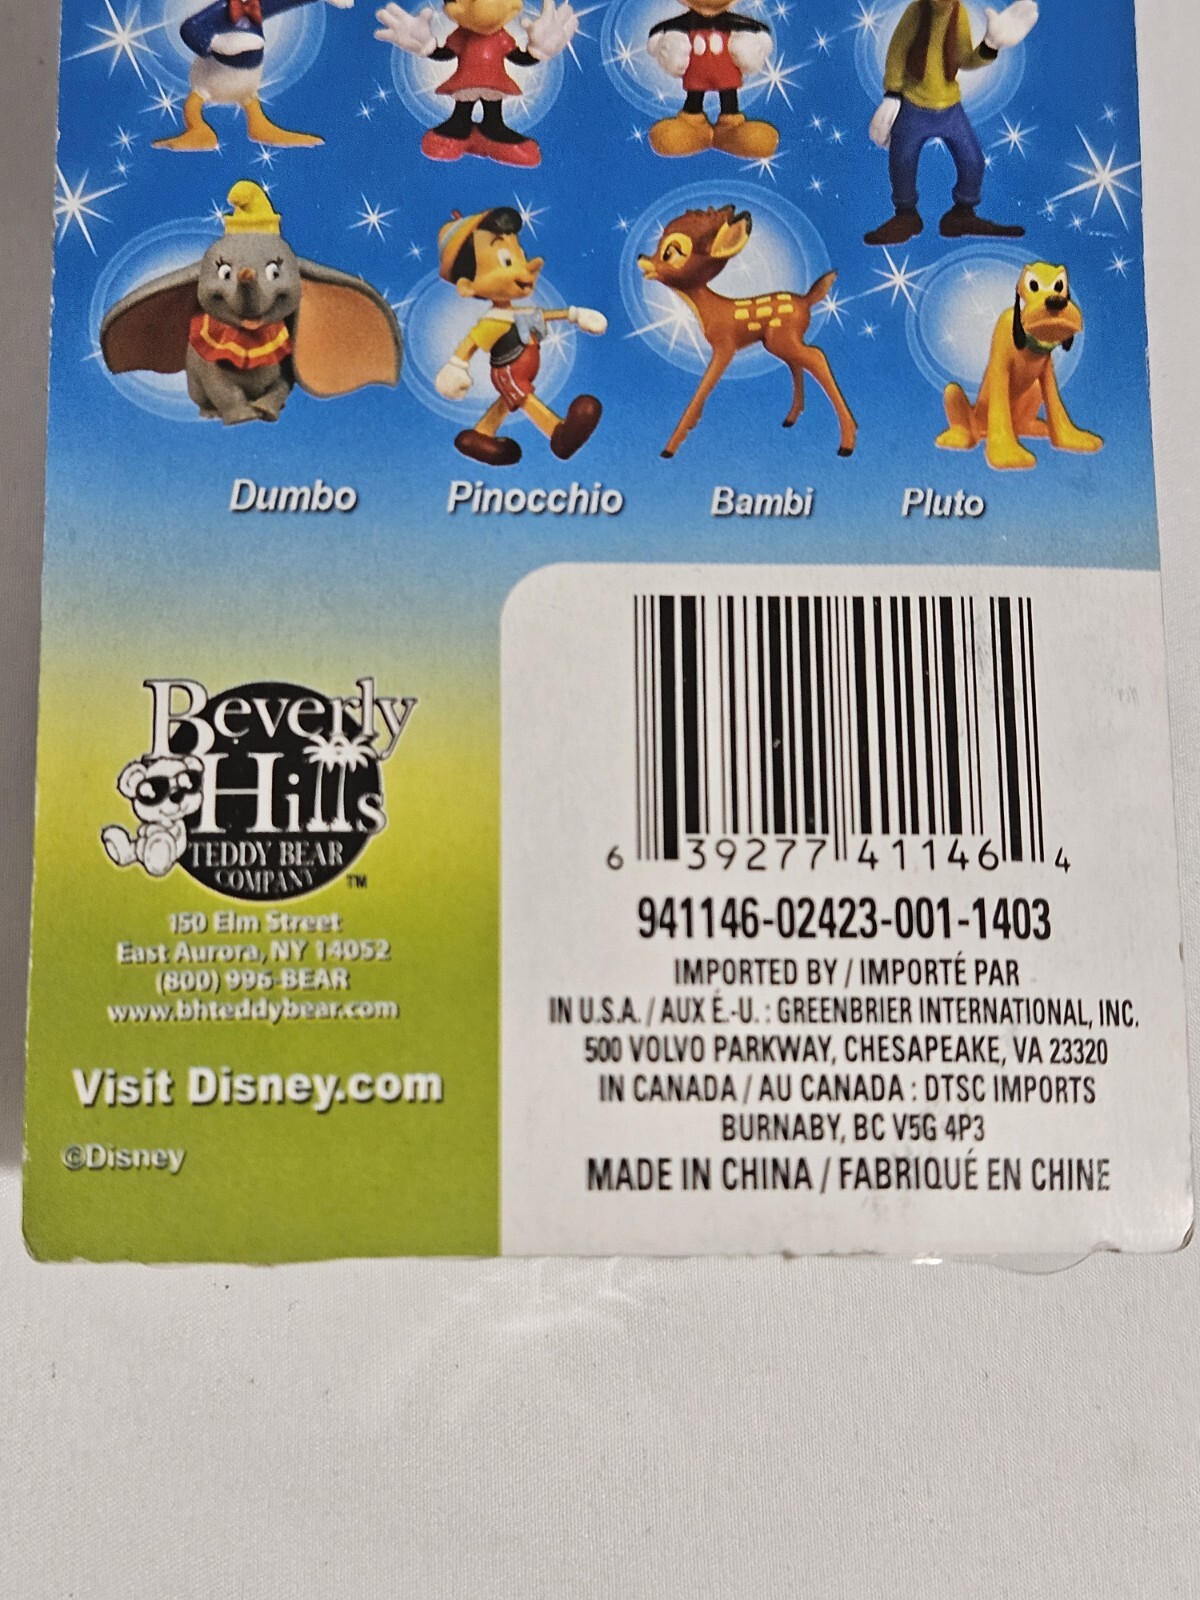 Dumbo
Pinocchio
Bambi
Pluto
Beverly
Hills
TEDDY BEAR
COMPANY
TM
150 Elm Street
East Aurora, NY 14052
(800) 996-BEAR
www.bhteddybear.com
Visit Disney.com
©Disney
6 39277 41146 4
941146-02423-001-1403
IMPORTED BY / IMPORTÉ PAR
IN U.S.A. / AUX É.-U. : GREENBRIER INTERNATIONAL, INC.
500 VOLVO PARKWAY, CHESAPEAKE, VA 23320
IN CANADA / AU CANADA : DTSC IMPORTS
BURNABY, BC V5G 4P3
MADE IN CHINA / FABRIQUÉ EN CHINE